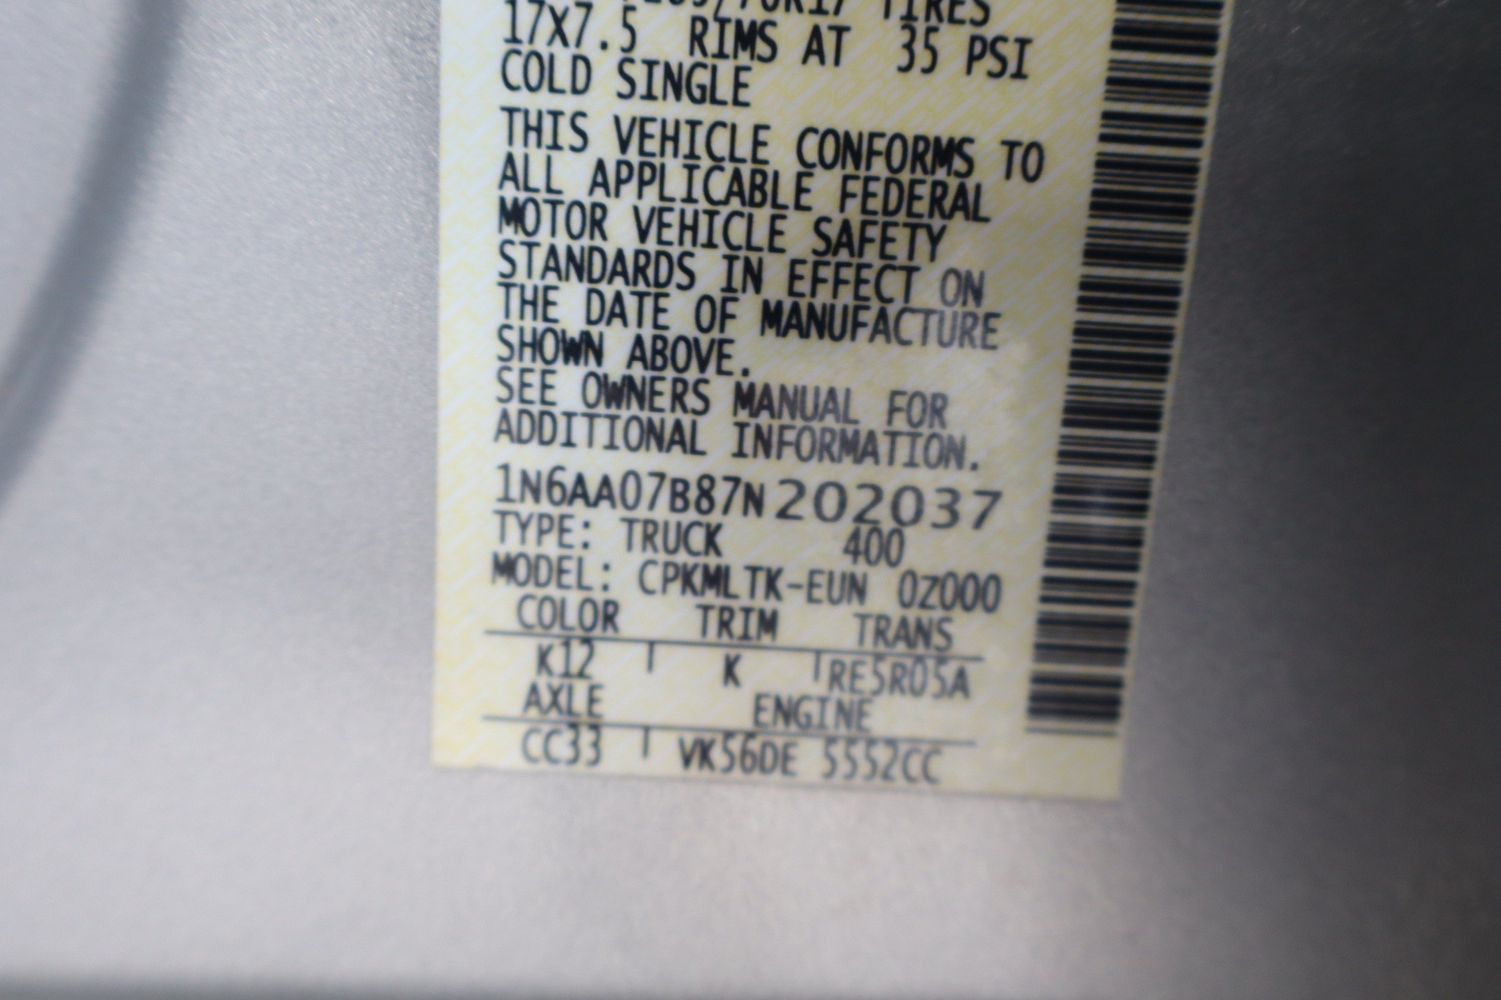 TIRES
17X7.5 RIMS AT 35 PSI
COLD SINGLE
THIS VEHICLE CONFORMS TO
ALL APPLICABLE FEDERAL
MOTOR VEHICLE SAFETY
STANDARDS IN EFFECT ON
THE DATE OF MANUFACTURE
SHOWN ABOVE.
SEE OWNERS MANUAL FOR
ADDITIONAL INFORMATION.
1N6AA07B87N202037
TYPE: TRUCK 400
MODEL: CPKMLTK-EUN 0Z000
COLOR TRIM TRANS
K12 K RE5R05A
AXLE ENGINE
CC33 VK56DE 5552CC